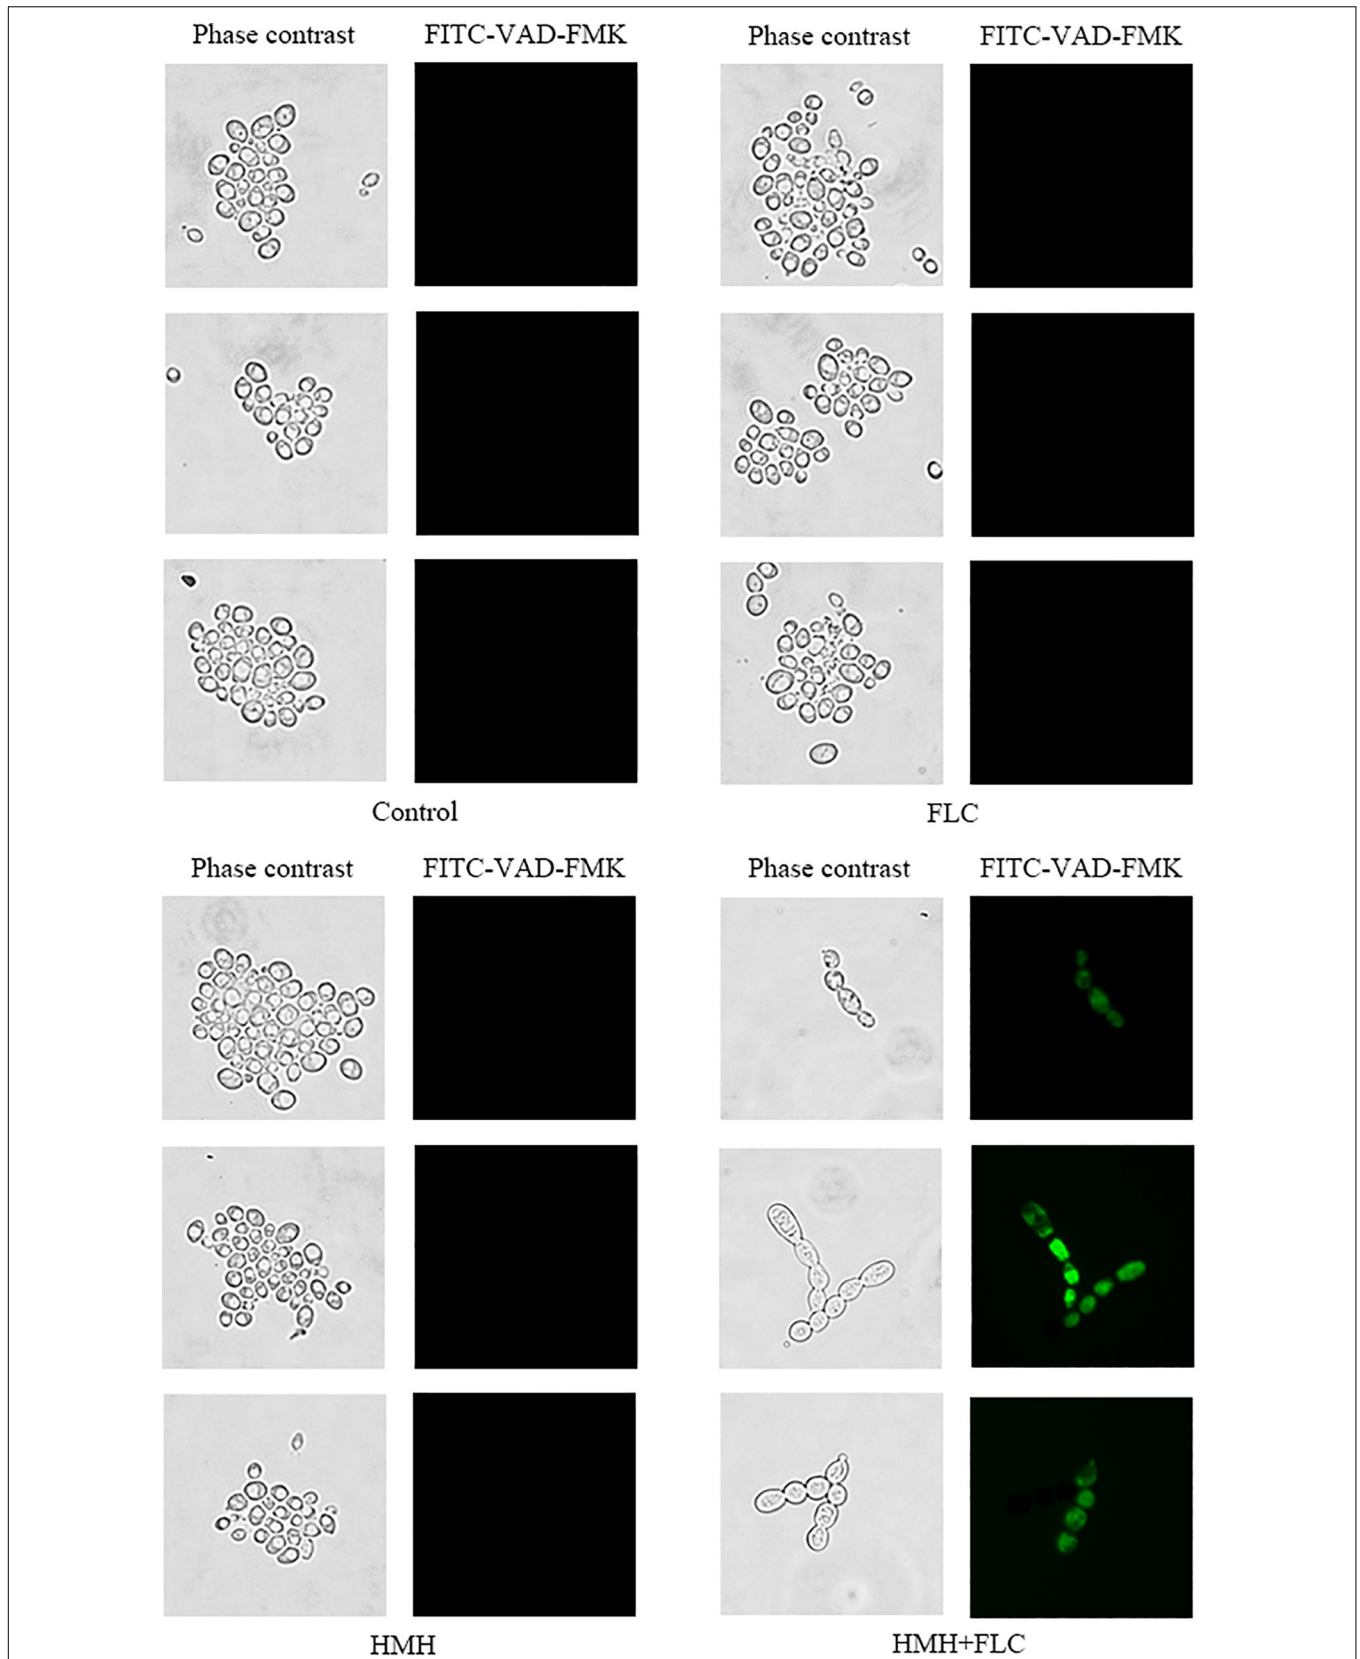 Phase contrast FITC-VAD-FMK Phase contrast FITC-VAD-FMK
Control FLC
Phase contrast FITC-VAD-FMK Phase contrast FITC-VAD-FMK
HMH HMH+FLC